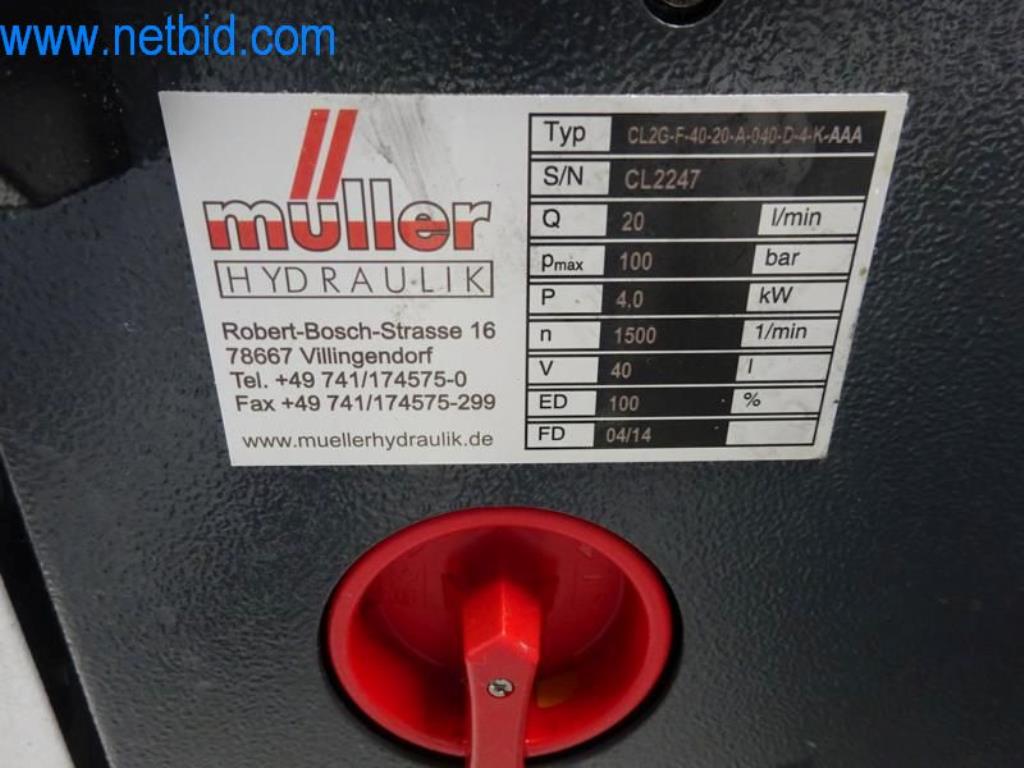 www.netbid.com
müller
HYDRAULIK
Robert-Bosch-Strasse 16
78667 Villingendorf
Tel. +49 741/174575-0
Fax +49 741/174575-299
www.muellerhydraulik.de
Typ CL2G-F-40-20-A-040-D-4-K-AAA
S/N CL2247
Q 20 l/min
pmax 100 bar
P 4,0 kW
n 1500 1/min
V 40 l
ED 100 %
FD 04/14